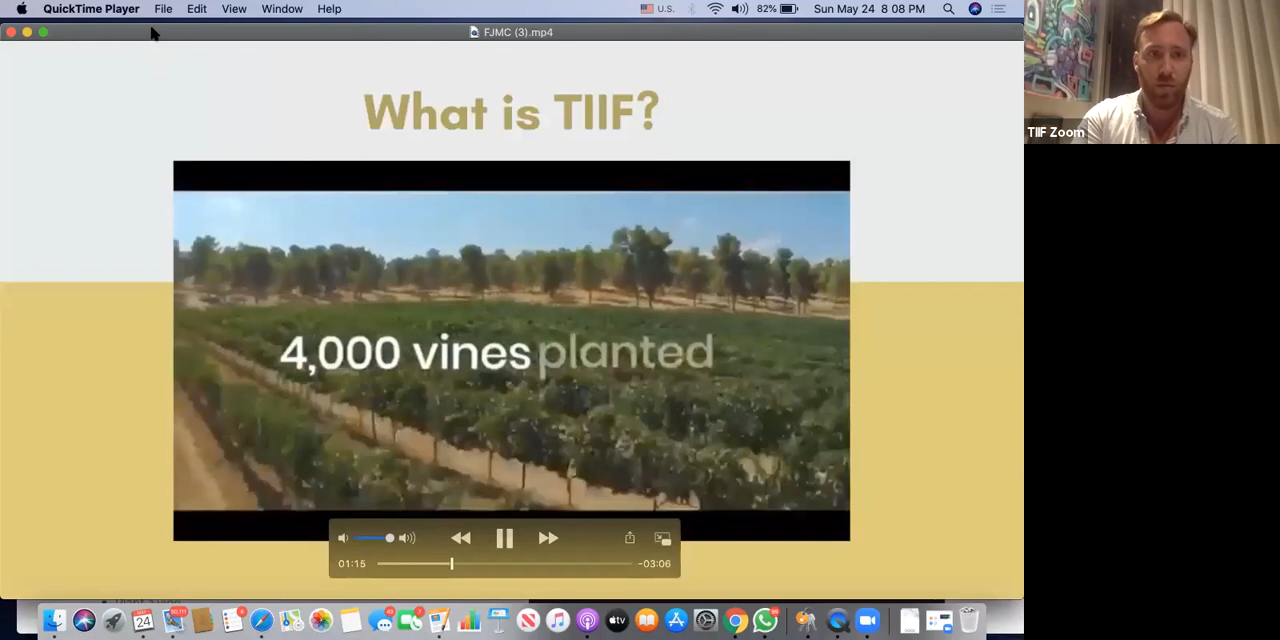 QuickTime Player File Edit View Window Help U.S. 82% Sun May 24 8 08 PM
FJMC (3).mp4
What is TIIF?
TIIF Zoom
4,000 vines planted
01:15 -03:06
24